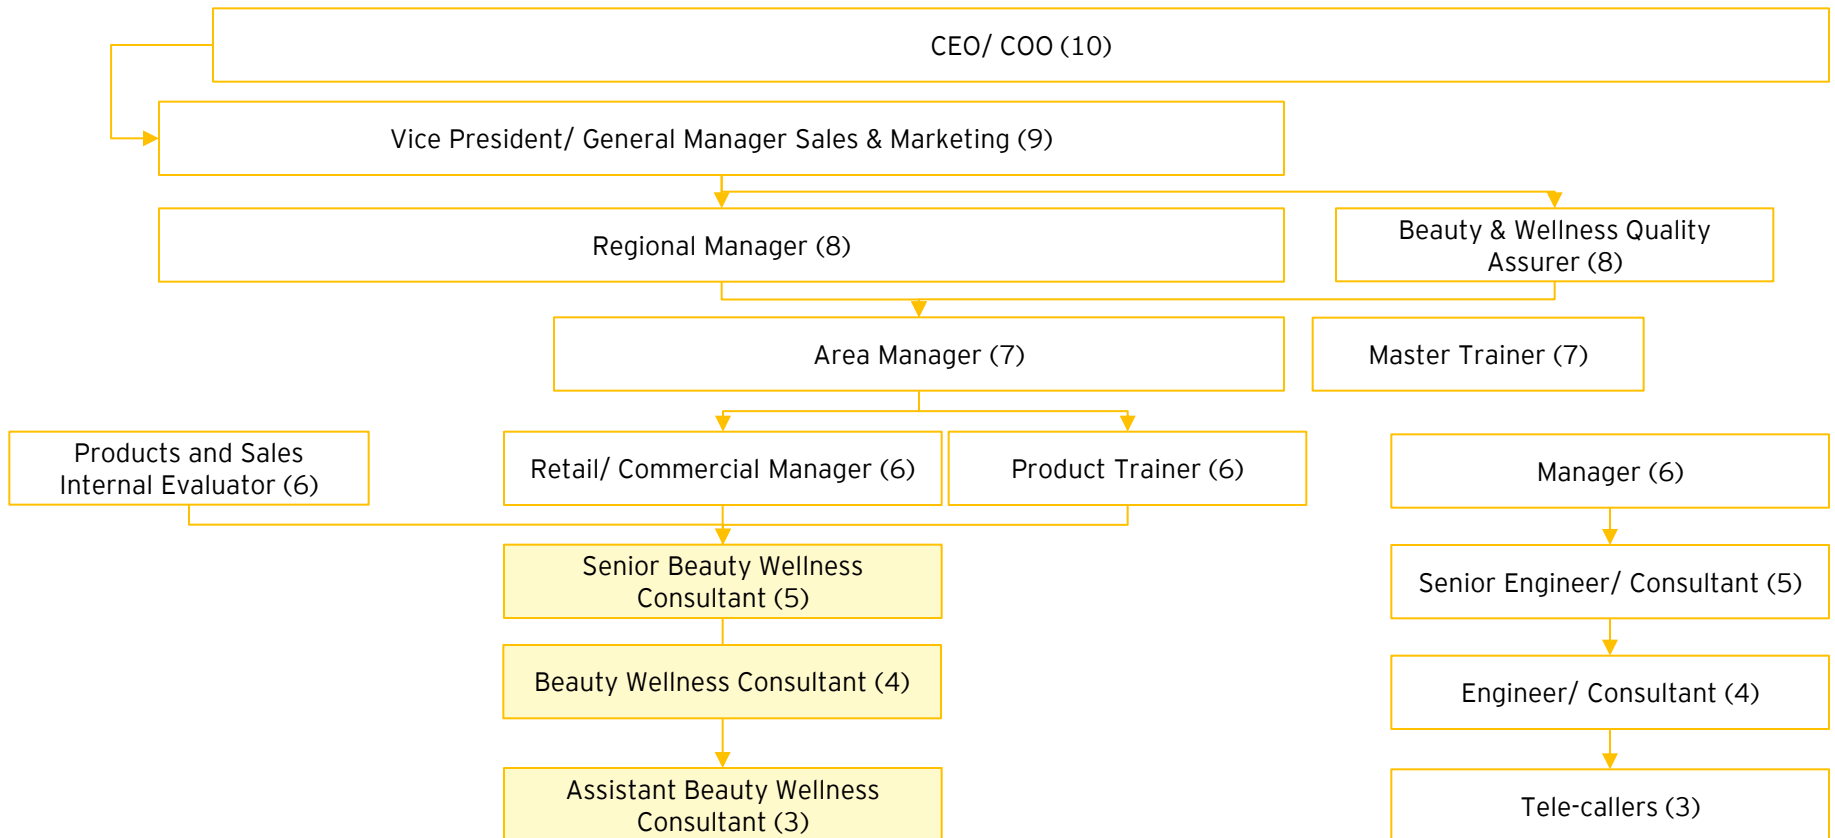 CEO/ COO (10)
Vice President/ General Manager Sales & Marketing (9)
Regional Manager (8)
Beauty & Wellness Quality
Assurer (8)
Area Manager (7)
Master Trainer (7)
Products and Sales
Internal Evaluator (6)
Retail/ Commercial Manager (6)
Product Trainer (6)
Manager (6)
Senior Beauty Wellness
Consultant (5)
Senior Engineer/ Consultant (5)
Beauty Wellness Consultant (4)
Engineer/ Consultant (4)
Assistant Beauty Wellness
Consultant (3)
Tele-callers (3)